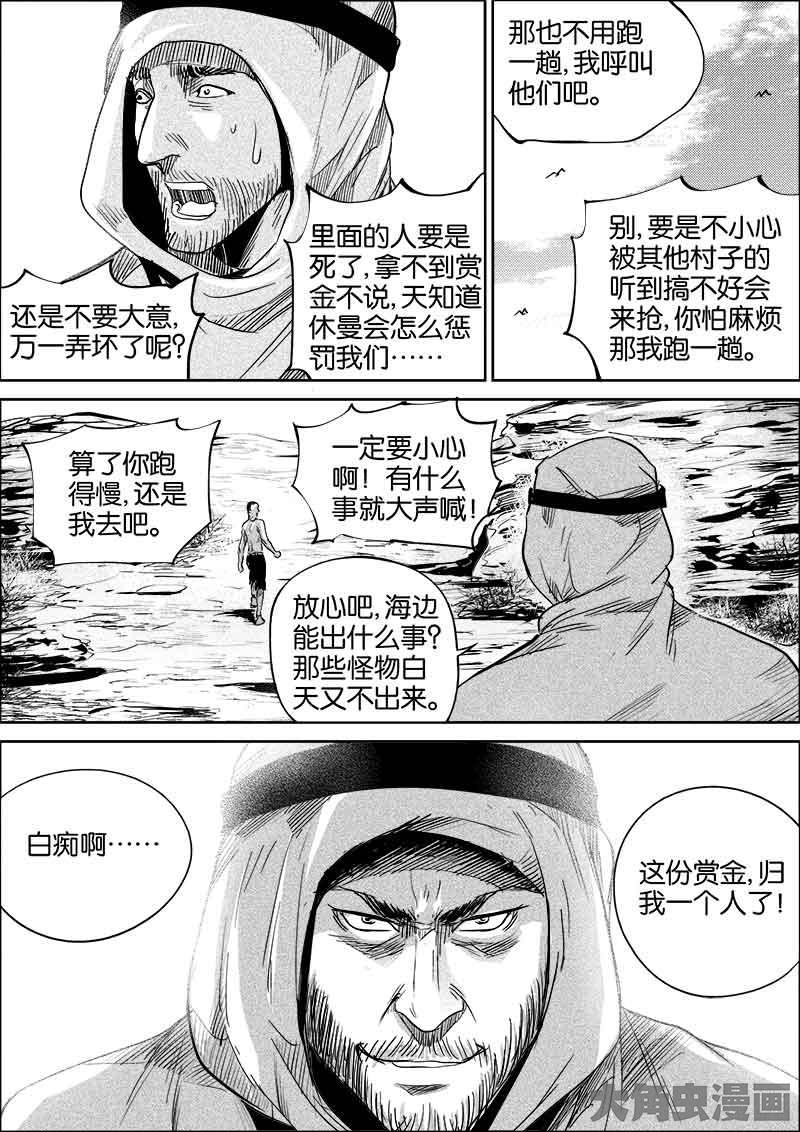 那也不用跑
一趟,我呼叫
他们吧。
别,要是不小心
被其他村子的
听到搞不好会
来抢,你怕麻烦
那我跑一趟。
里面的人要是
死了,拿不到赏
金不说,天知道
休曼会怎么惩
罚我们……
还是不要大意,
万一弄坏了呢?
一定要小心
啊!有什么
事就大声喊!
算了你跑
得慢,还是
我去吧。
放心吧,海边
能出什么事?
那些怪物白
天又不出来。
这份赏金,归
我一个人了!
白痴啊……
大角虫漫画